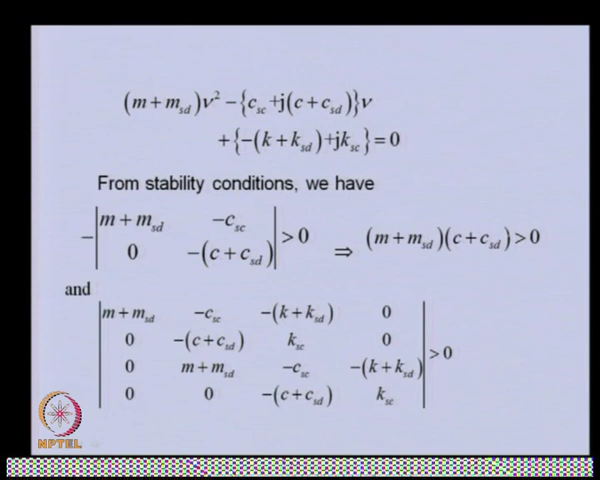 (m + m_sd)ν² − {c_sc + j(c + c_sd)}ν
+ {−(k + k_sd) + jk_sc} = 0
From stability conditions, we have
− | m + m_sd   −c_sc | > 0 ⇒ (m + m_sd)(c + c_sd) > 0
| 0   −(c + c_sd) |
and
| m + m_sd   −c_sc   −(k + k_sd)   0 |
| 0   −(c + c_sd)   k_sc   0 | > 0
| 0   m + m_sd   −c_sc   −(k + k_sd) |
| 0   0   −(c + c_sd)   k_sc |
NPTEL